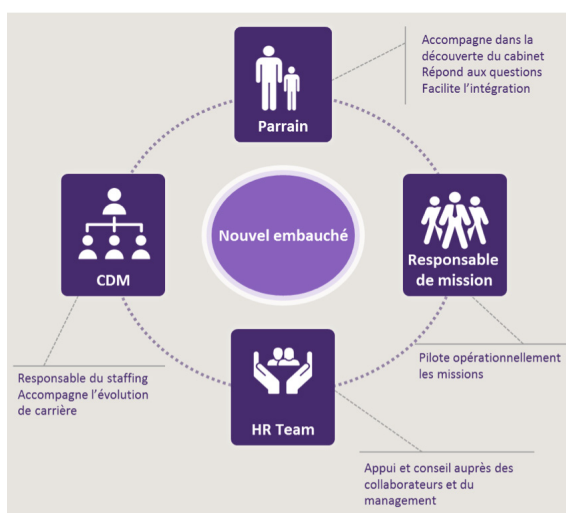 Accompagne dans la
découverte du cabinet
Répond aux questions
Facilite l'intégration
Parrain
Nouvel embauché
CDM
Responsable
de mission
Responsable du staffing
Accompagne l'évolution
de carrière
Pilote opérationnellement
les missions
HR Team
Appui et conseil auprès des
collaborateurs et du
management